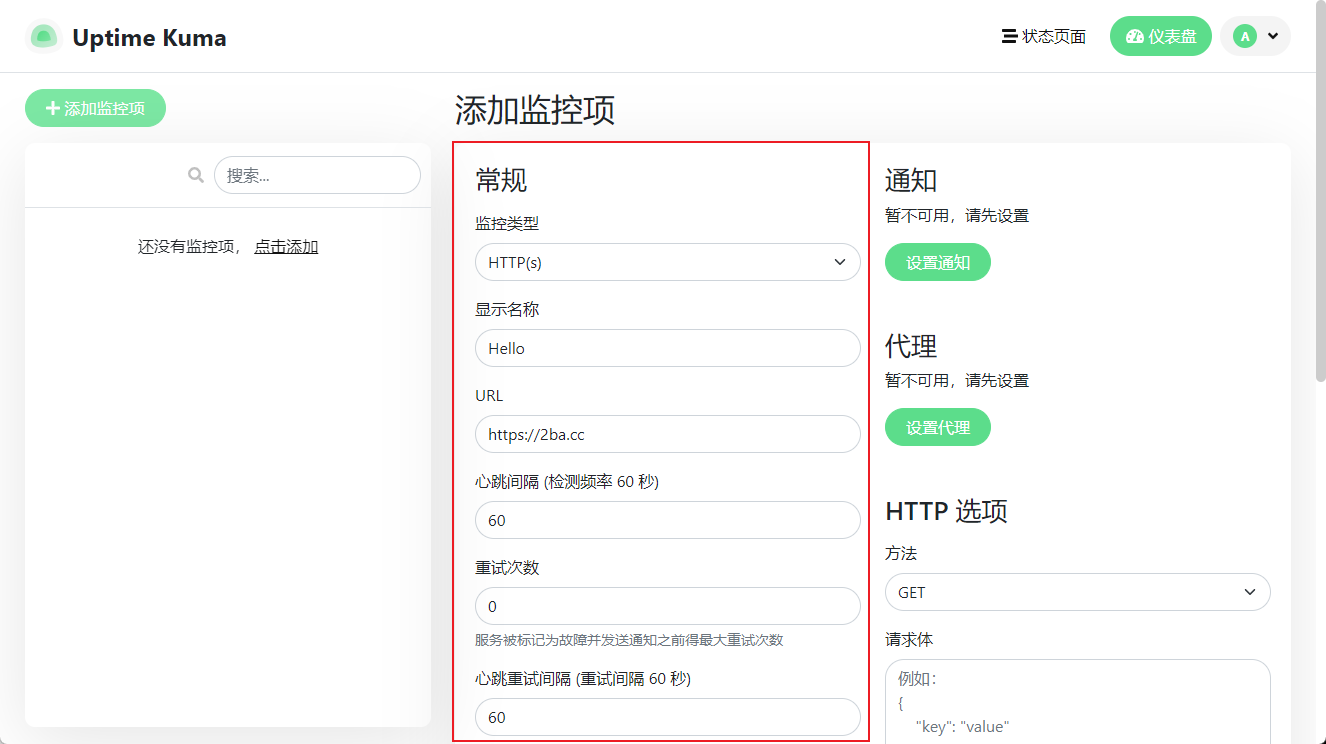 Uptime Kuma
状态页面
仪表盘
A
添加监控项
搜索...
还没有监控项， 点击添加
添加监控项
常规
监控类型
HTTP(s)
显示名称
Hello
URL
https://2ba.cc
心跳间隔 (检测频率 60 秒)
60
重试次数
0
服务被标记为故障并发送通知之前得最大重试次数
心跳重试间隔 (重试间隔 60 秒)
60
通知
暂不可用，请先设置
设置通知
代理
暂不可用，请先设置
设置代理
HTTP 选项
方法
GET
请求体
例如：
{
"key": "value"